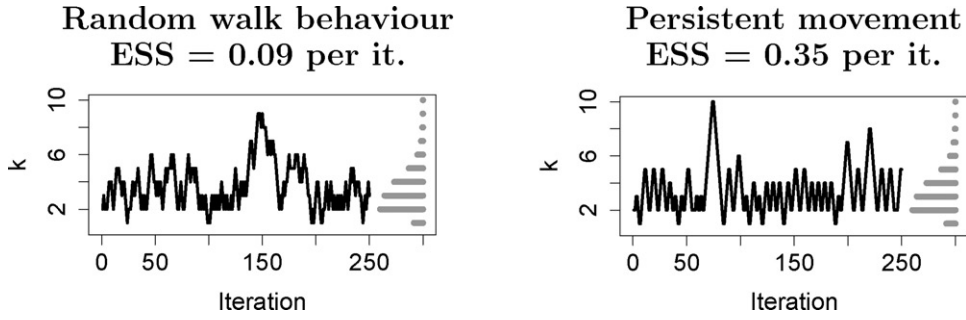 Random walk behaviour
ESS = 0.09 per it.
10
6
2
k
0
50
150
250
Iteration
Persistent movement
ESS = 0.35 per it.
10
6
2
k
0
50
150
250
Iteration